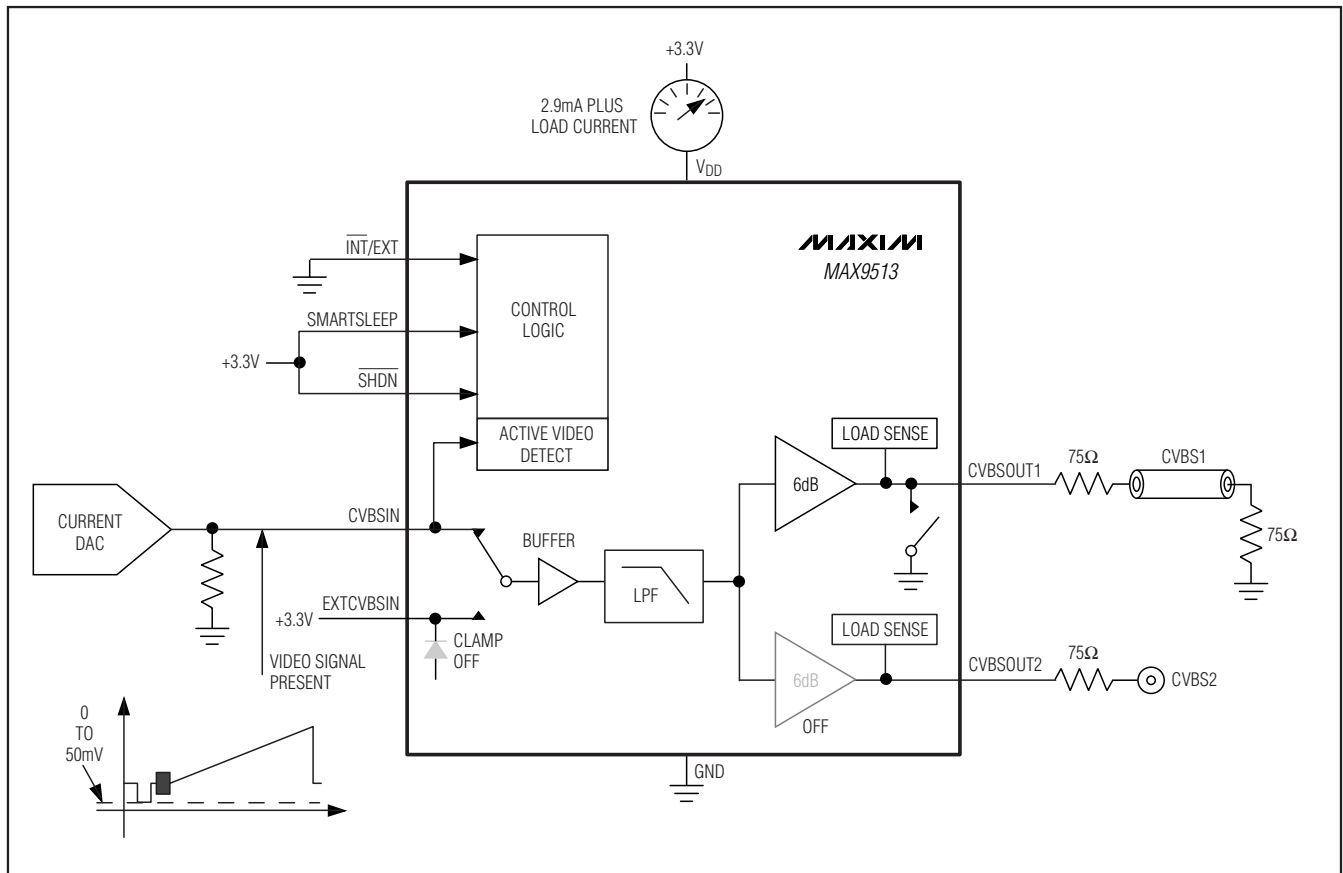 +3.3V
2.9mA PLUS
LOAD CURRENT
VDD
INT/EXT
MAXIM
MAX9513
CONTROL
LOGIC
SMARTSLEEP
+3.3V
SHDN
ACTIVE VIDEO
DETECT
LOAD SENSE
CVBSOUT1
75Ω
CVBS1
6dB
75Ω
CURRENT
DAC
CVBSIN
BUFFER
LPF
+3.3V
EXTCVBSIN
CLAMP
OFF
VIDEO SIGNAL
PRESENT
LOAD SENSE
CVBSOUT2
75Ω
CVBS2
6dB
OFF
0
TO
50mV
GND